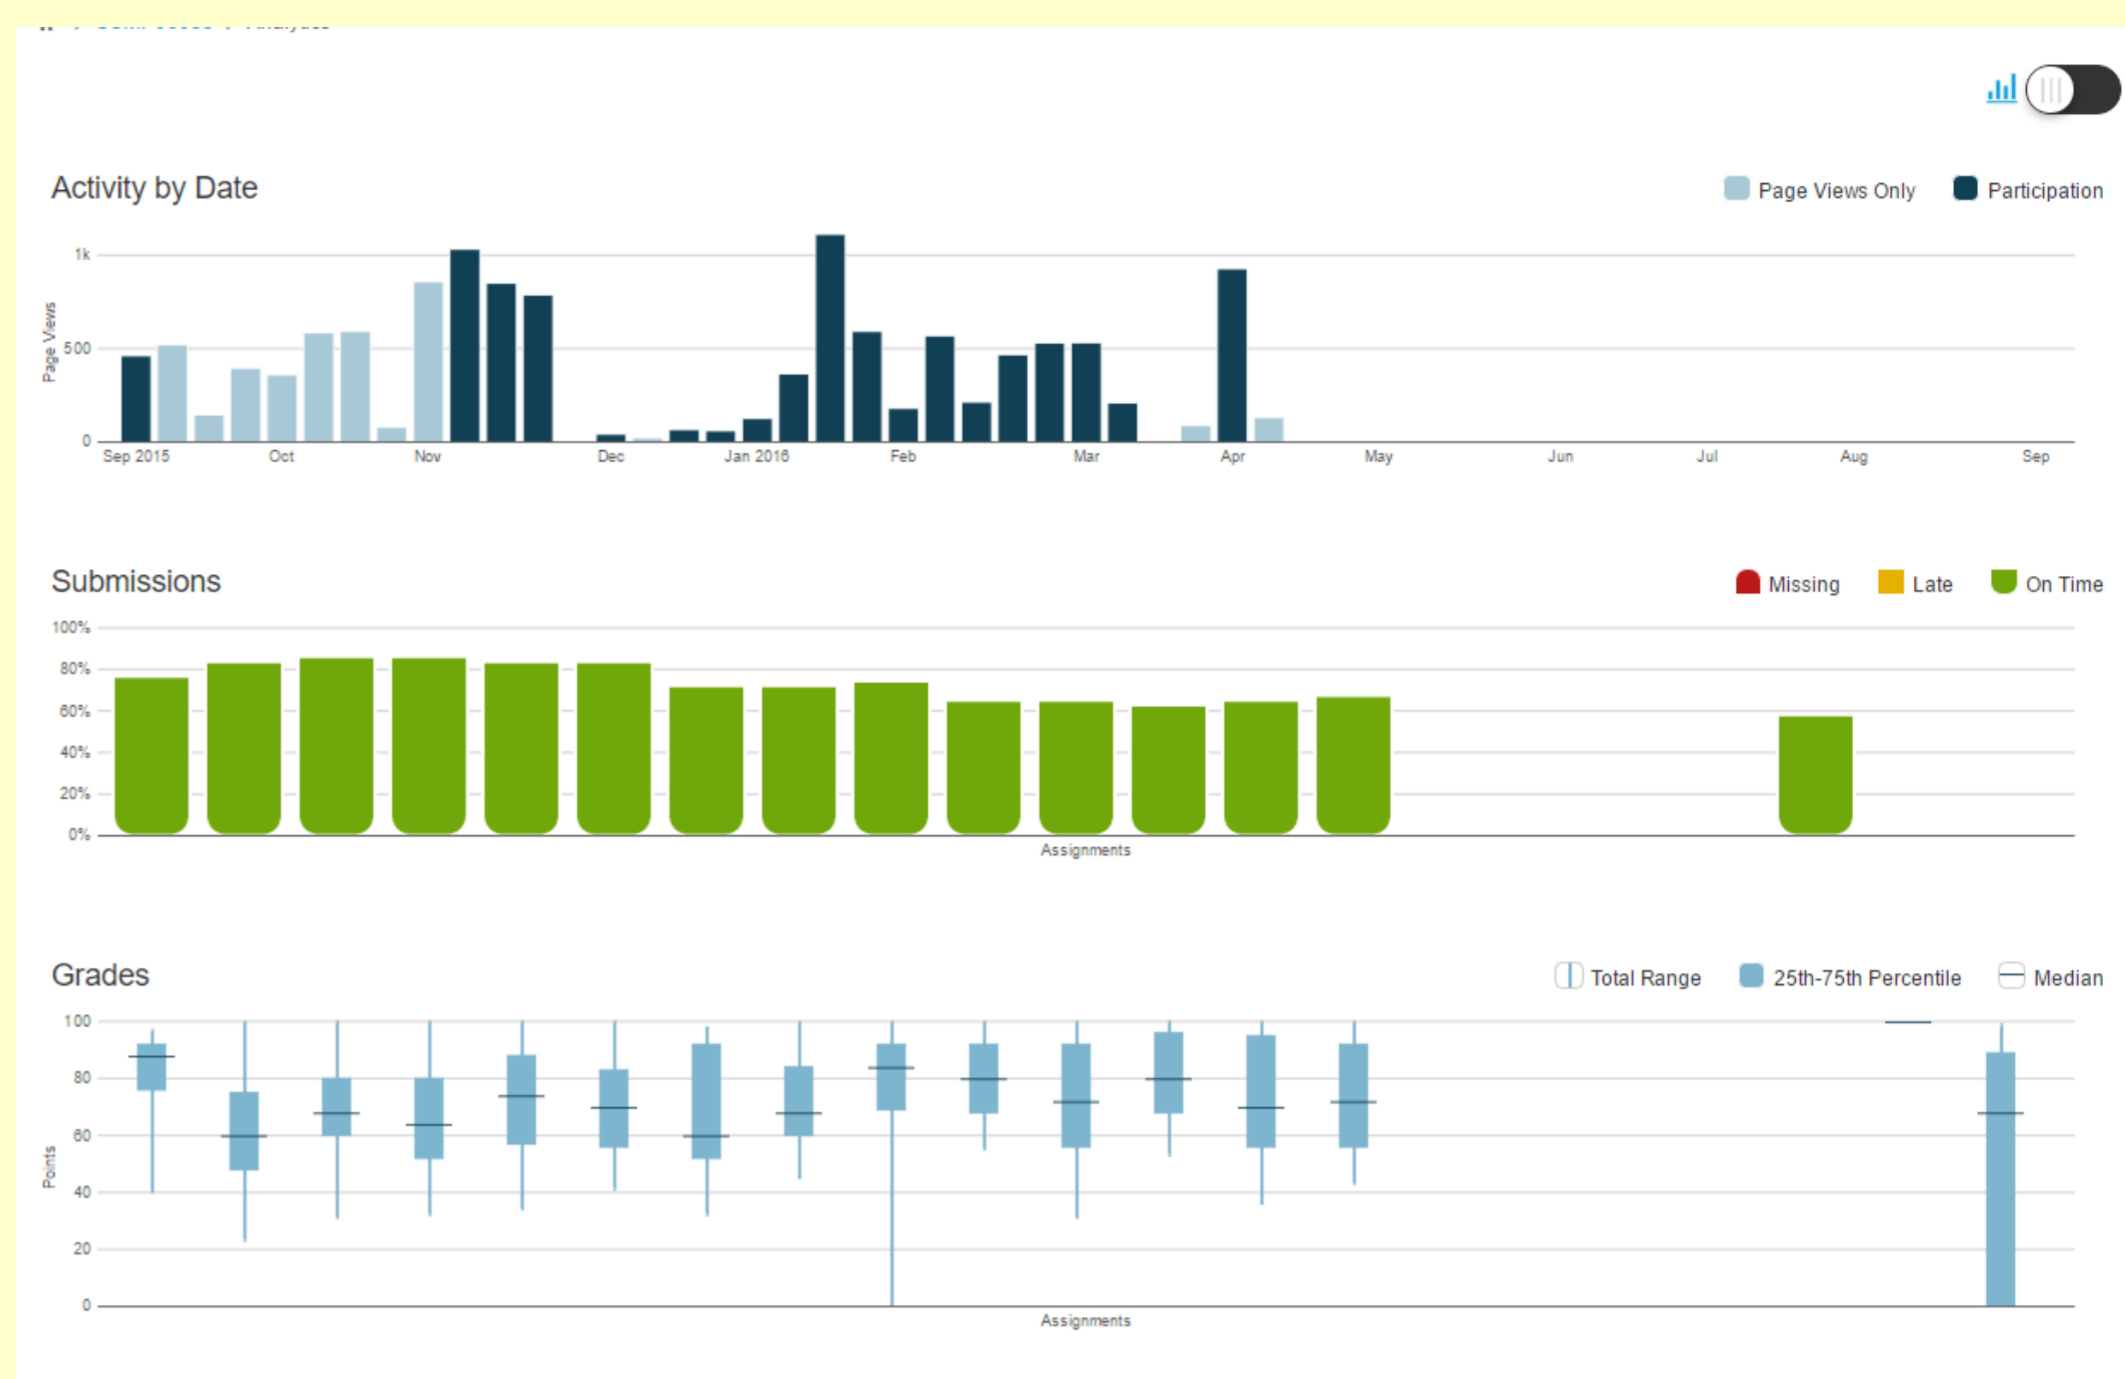 Activity by Date
Page Views Only
Participation
1k
500
0
Page Views
Sep 2015
Oct
Nov
Dec
Jan 2016
Feb
Mar
Apr
May
Jun
Jul
Aug
Sep
Submissions
Missing
Late
On Time
100%
80%
60%
40%
20%
0%
Assignments
Grades
Total Range
25th-75th Percentile
Median
100
80
60
40
20
0
Points
Assignments